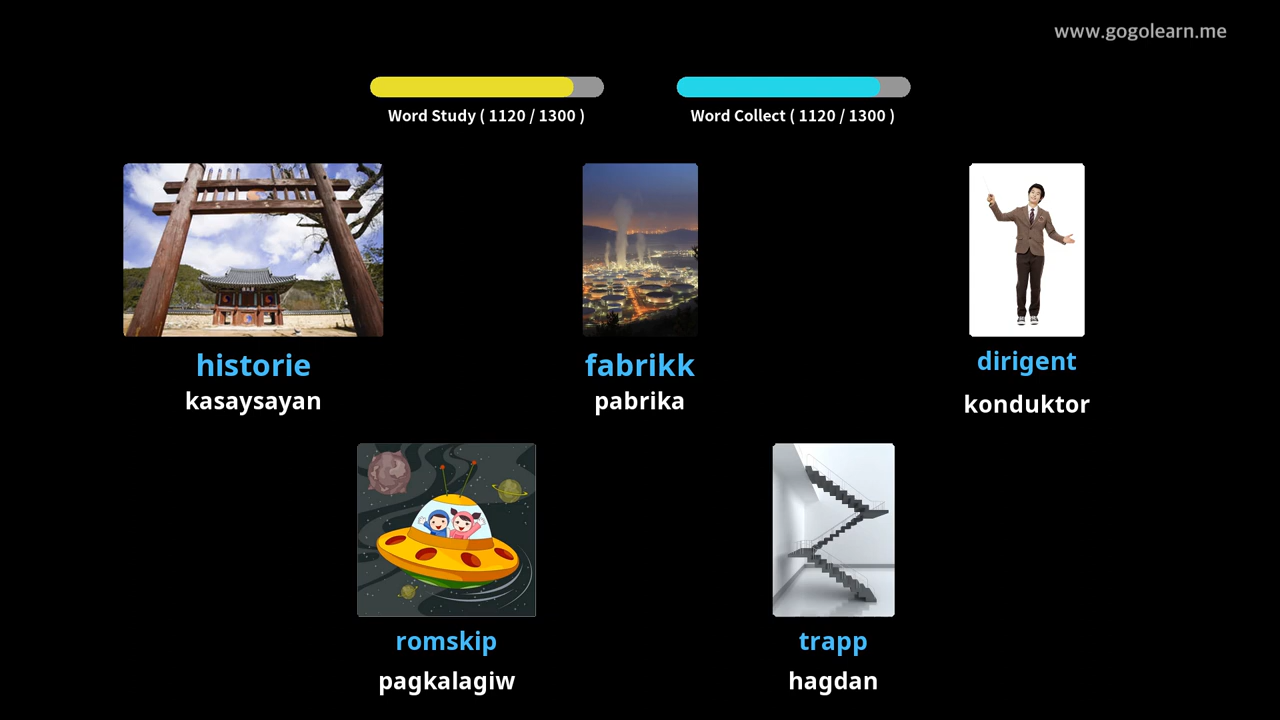 www.gogolearn.me
Word Study ( 1120 / 1300 )
Word Collect ( 1120 / 1300 )
historie
kasaysayan
fabrikk
pabrika
dirigent
konduktor
romskip
pagkalagiw
trapp
hagdan